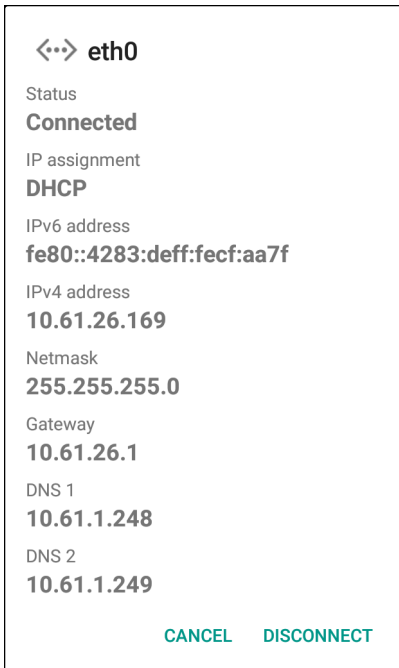 eth0
Status
Connected
IP assignment
DHCP
IPv6 address
fe80::4283:deff:fecf:aa7f
IPv4 address
10.61.26.169
Netmask
255.255.255.0
Gateway
10.61.26.1
DNS 1
10.61.1.248
DNS 2
10.61.1.249
CANCEL DISCONNECT